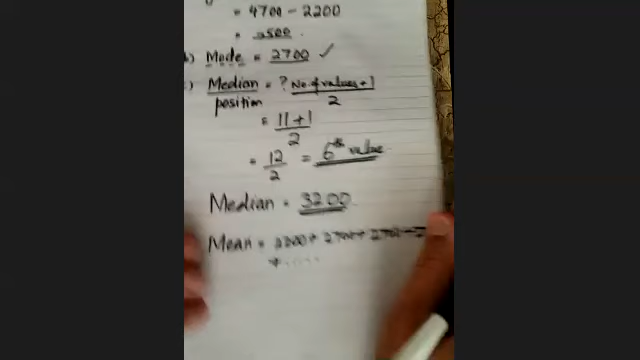 = 4700 - 2200
= 2500.
b) Mode = 2700 ✓
c) Median = ? No of values + 1
position 2
= 11 + 1
2
= 12 = 6th value
2
Median = 3200
Mean = 2200 + 2700 + 2700 +
+ ......